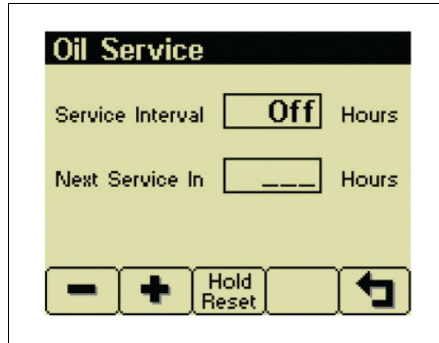 Oil Service
Service Interval Off Hours
Next Service In ___ Hours
− + Hold Reset